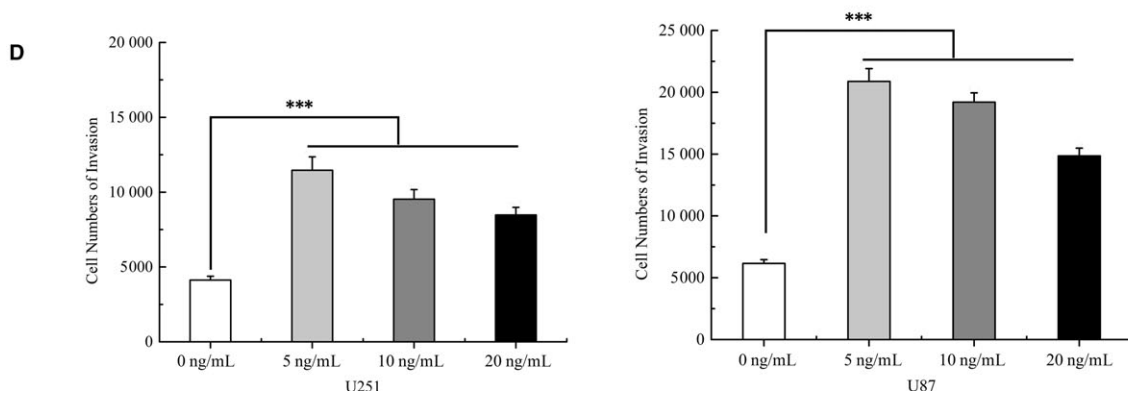 D
Cell Numbers of Invasion
20 000
15 000
10 000
5000
0
***
0 ng/mL 5 ng/mL 10 ng/mL 20 ng/mL
U251
Cell Numbers of Invasion
25 000
20 000
15 000
10 000
5000
0
***
0 ng/mL 5 ng/mL 10 ng/mL 20 ng/mL
U87